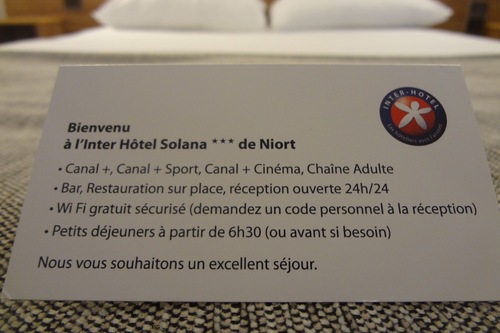 INTER-HOTEL
Bienvenu
à l'Inter Hôtel Solana *** de Niort
• Canal +, Canal + Sport, Canal + Cinéma, Chaîne Adulte
• Bar, Restauration sur place, réception ouverte 24h/24
• Wi Fi gratuit sécurisé (demandez un code personnel à la réception)
• Petits déjeuners à partir de 6h30 (ou avant si besoin)
Nous vous souhaitons un excellent séjour.